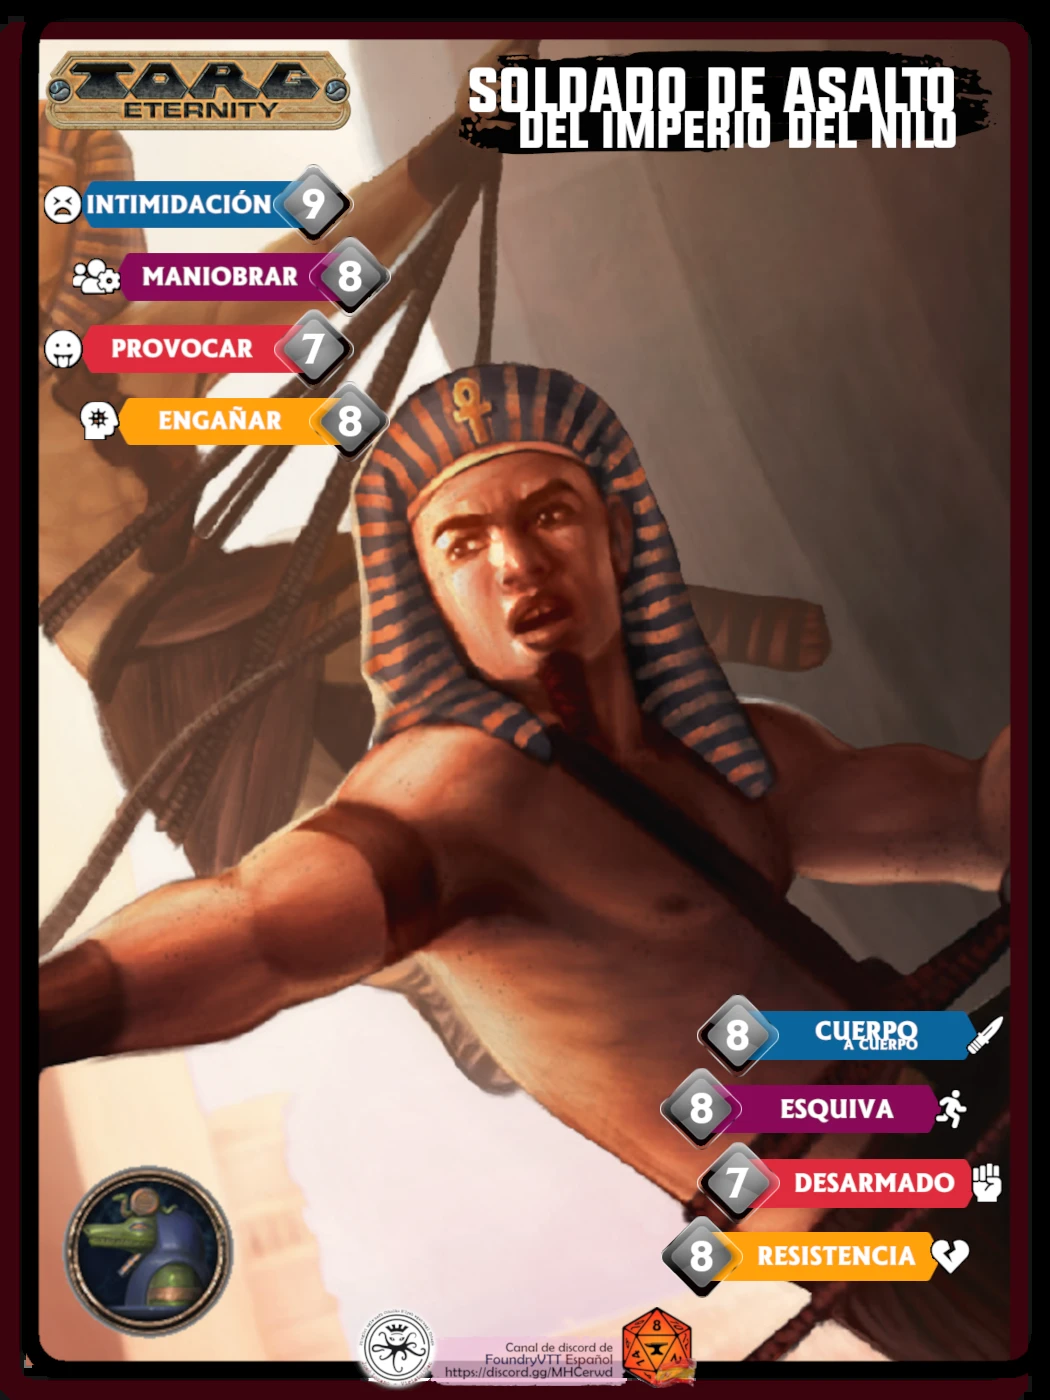 TORG
ETERNITY
SOLDADO DE ASALTO
DEL IMPERIO DEL NILO
INTIMIDACIÓN 9
MANIOBRAR 8
PROVOCAR 7
ENGAÑAR 8
8 CUERPO
A CUERPO
8 ESQUIVA
7 DESARMADO
8 RESISTENCIA
Canal de discord de
FoundryVTT Español
https://discord.gg/MHCerwd
8